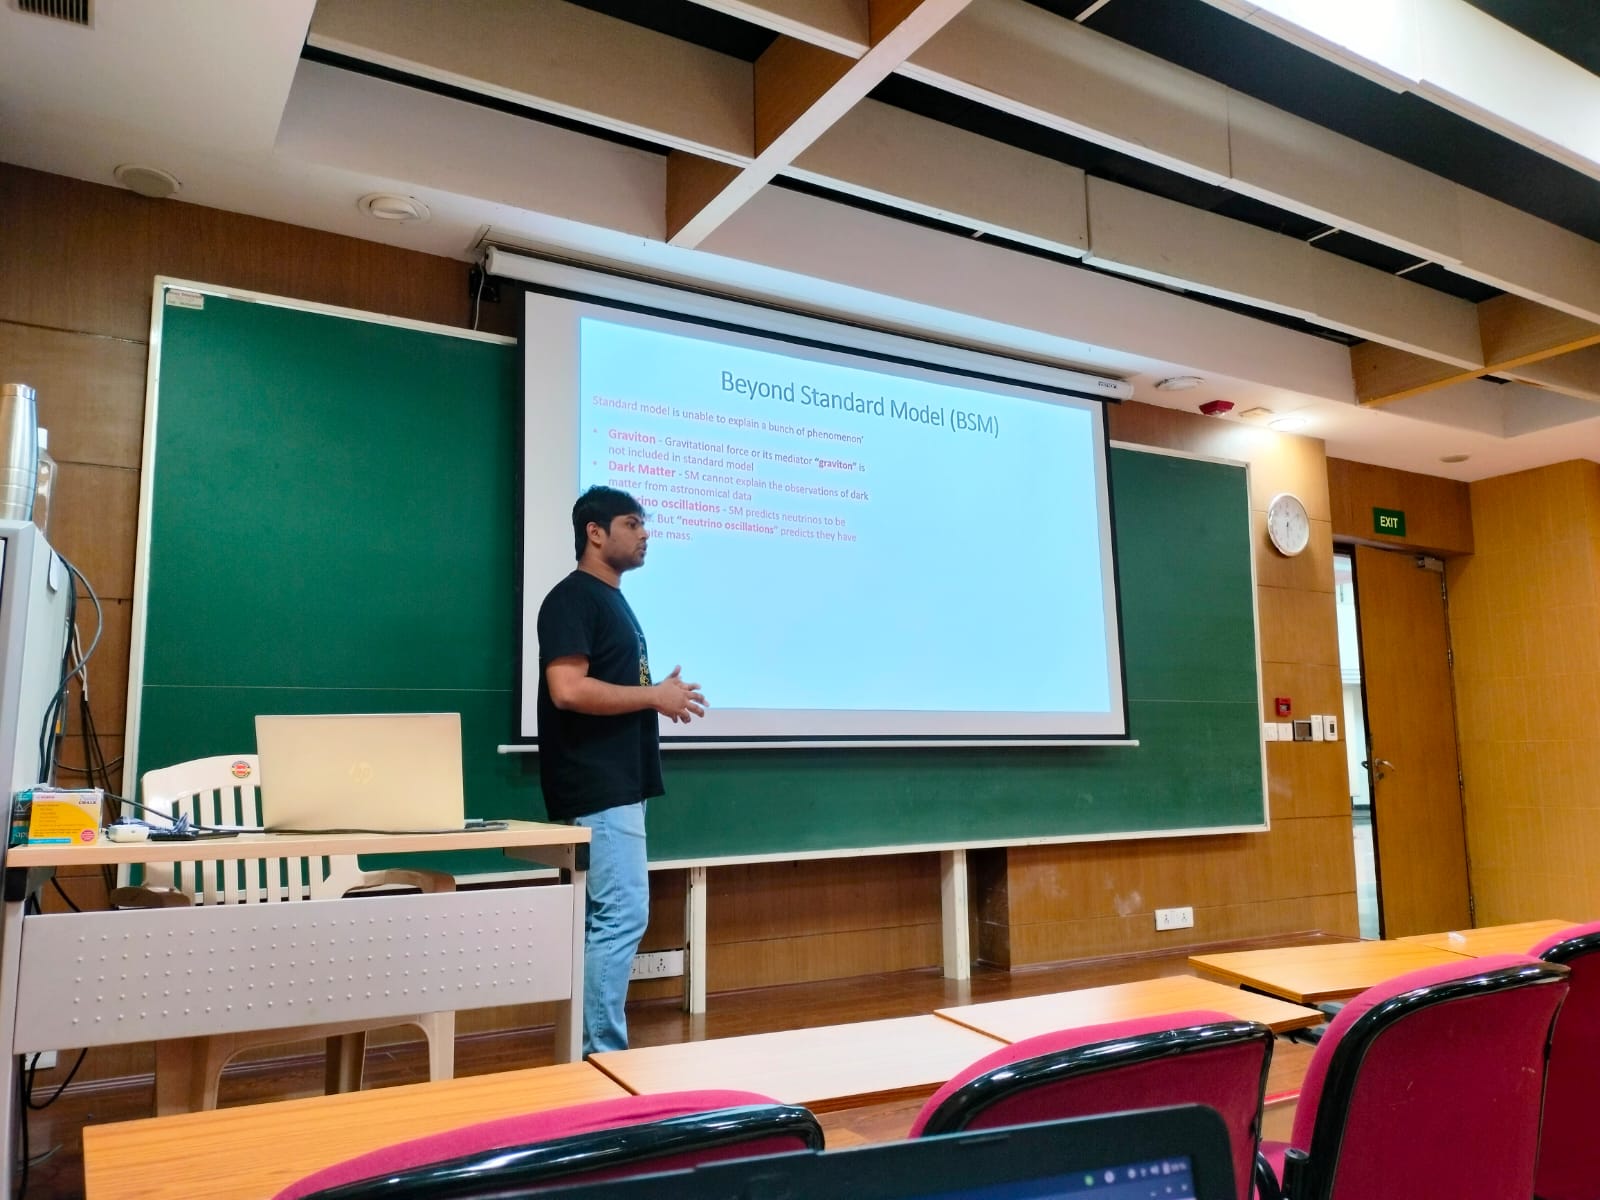 Beyond Standard Model (BSM)
Standard model is unable to explain a bunch of phenomenon'
• Graviton - Gravitational force or its mediator "graviton" is
not included in standard model
• Dark Matter - SM cannot explain the observations of dark
matter from astronomical data
oscillations - SM predicts neutrinos to be
But "neutrino oscillations" predicts they have
mass.
EXIT
hp